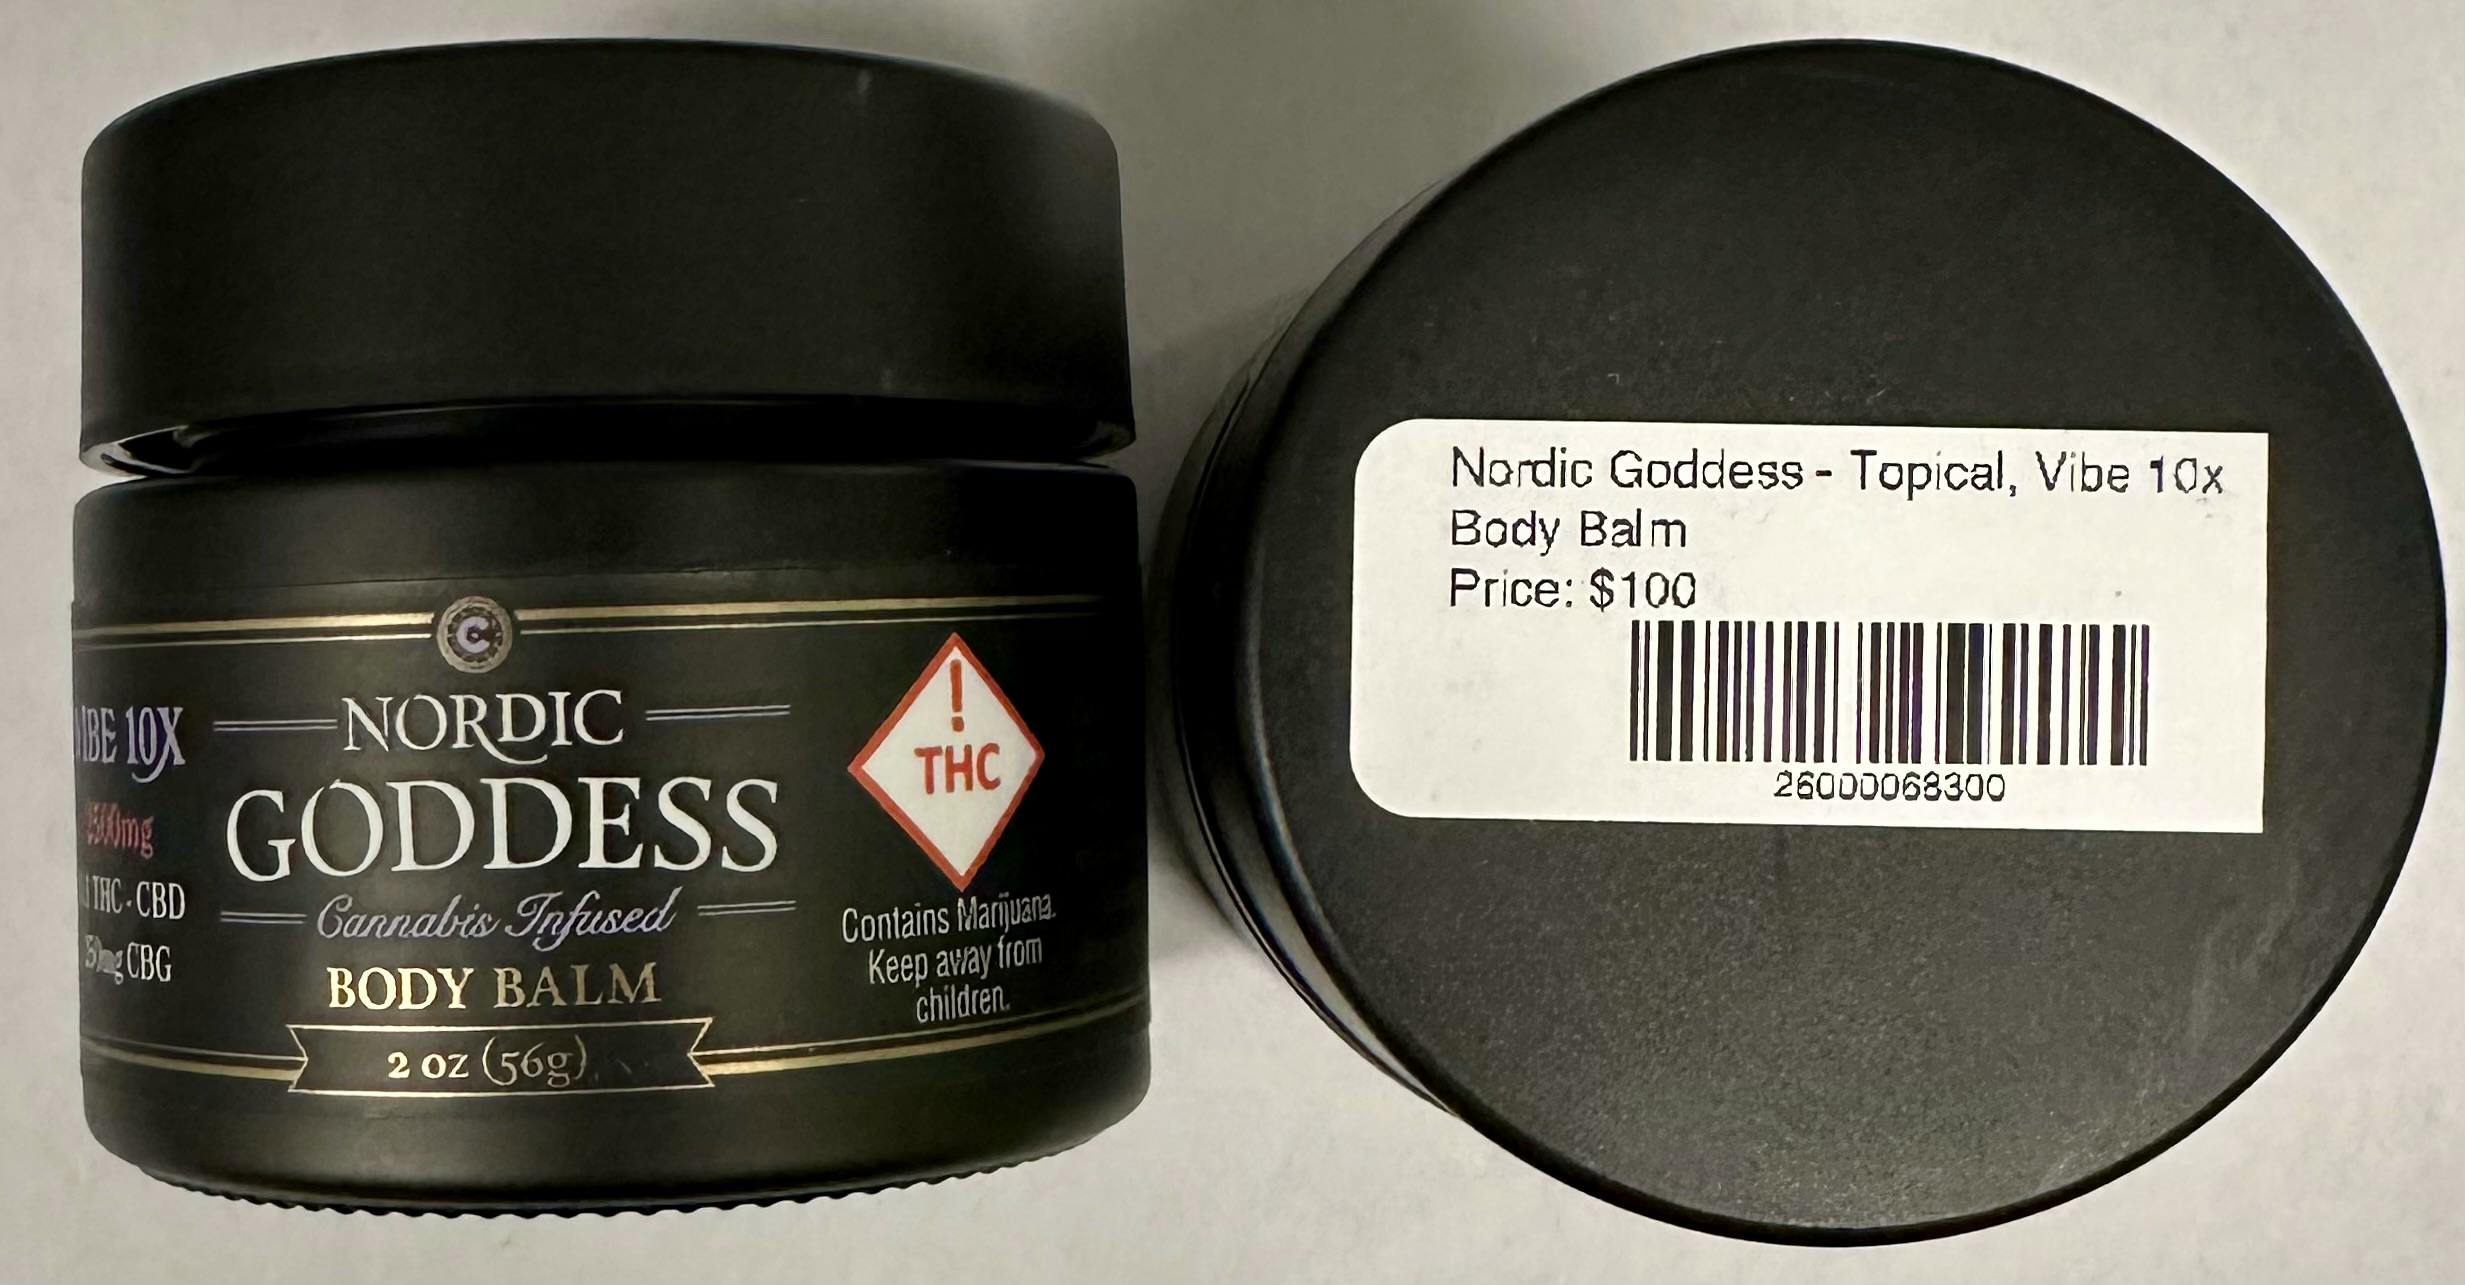 C
10X
NORDIC
GODDESS
Cannabis Infused
BODY BALM
2 oz (56g)
THC-CBD
CBG
!
THC
Contains Marijuana.
Keep away from
children.
Nordic Goddess - Topical, Vibe 10x
Body Balm
Price: $100
26000068300